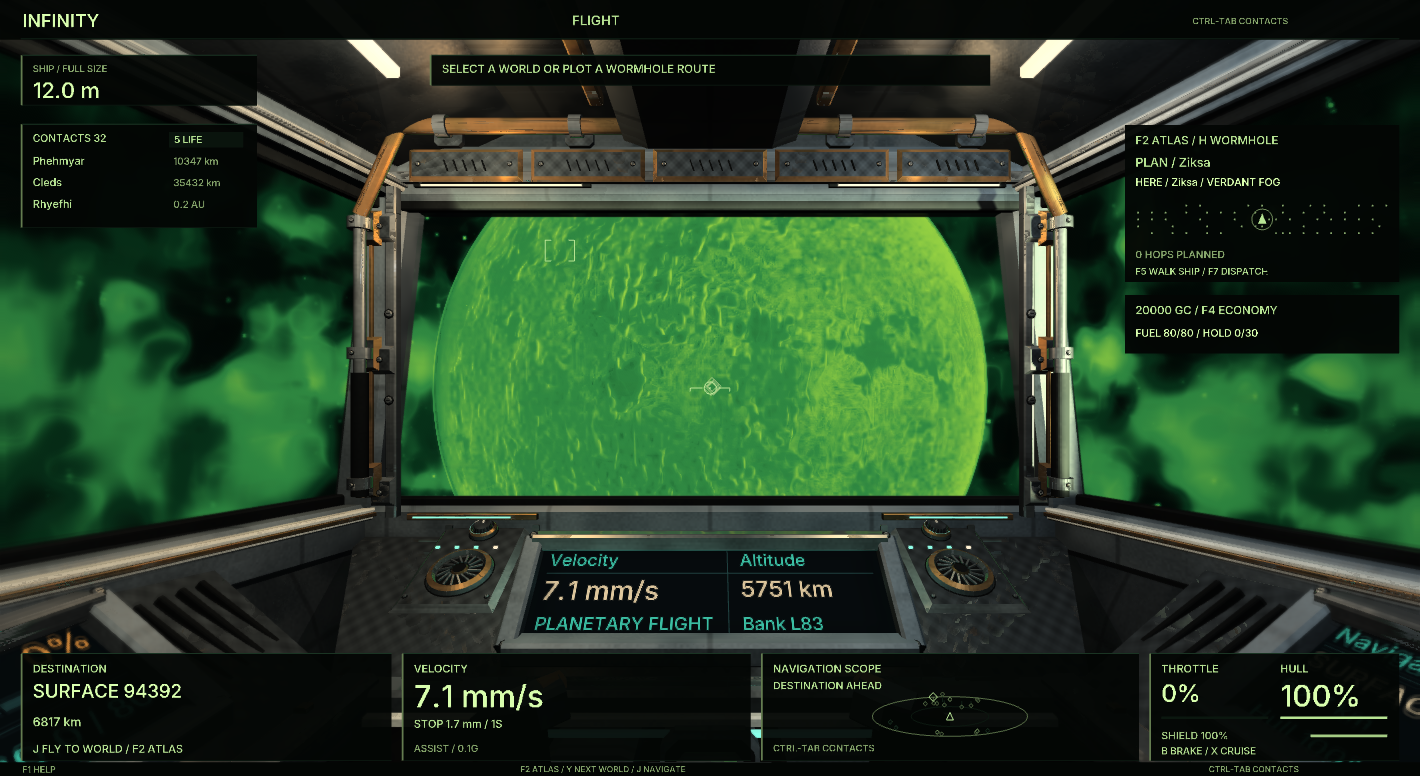 INFINITY
FLIGHT
CTRL-TAB CONTACTS
SHIP / FULL SIZE
12.0 m
SELECT A WORLD OR PLOT A WORMHOLE ROUTE
CONTACTS 32
5 LIFE
Phehmyar 10347 km
Cleds 35432 km
Rhyefhi 0.2 AU
F2 ATLAS / H WORMHOLE
PLAN / Ziksa
HERE / Ziksa / VERDANT FOG
0 HOPS PLANNED
F5 WALK SHIP / F7 DISPATCH
20000 GC / F4 ECONOMY
FUEL 80/80 / HOLD 0/30
Velocity
7.1 mm/s
PLANETARY FLIGHT
Altitude
5751 km
Bank L83
DESTINATION
SURFACE 94392
6817 km
J FLY TO WORLD / F2 ATLAS
VELOCITY
7.1 mm/s
STOP 1.7 mm / 1S
ASSIST / 0.1G
NAVIGATION SCOPE
DESTINATION AHEAD
CTRL-TAB CONTACTS
THROTTLE
0%
HULL
100%
SHIELD 100%
B BRAKE / X CRUISE
F1 HELP
F2 ATLAS / Y NEXT WORLD / J NAVIGATE
CTRL-TAB CONTACTS